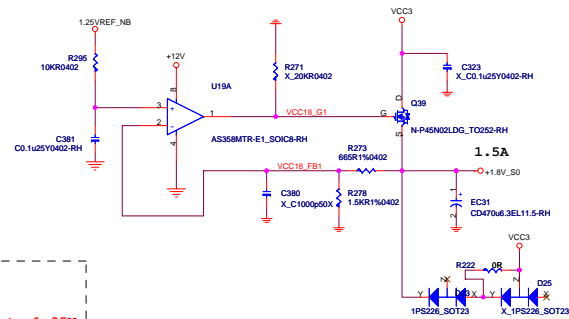 VCC3
1.25VREF_NB
R295
10KR0402
+12V
R271
X_20KR0402
C323
X_C0.1u25Y0402-RH
U19A
8
3
+
1
2
-
4
VCC18_G1
D
G
S
Q39
N-P45N02LDG_TO252-RH
AS358MTR-E1_SOIC8-RH
C381
C0.1u25Y0402-RH
R273
665R1%0402
1.5A
VCC18_FB1
+1.8V_S0
C380
X_C1000p50X
R278
1.5KR1%0402
1
+
2
EC31
CD470u6.3EL11.5-RH
VCC3
R222
0R
D25
Y
Z
X
Y
Z
X
1PS226_SOT23
X_1PS226_SOT23